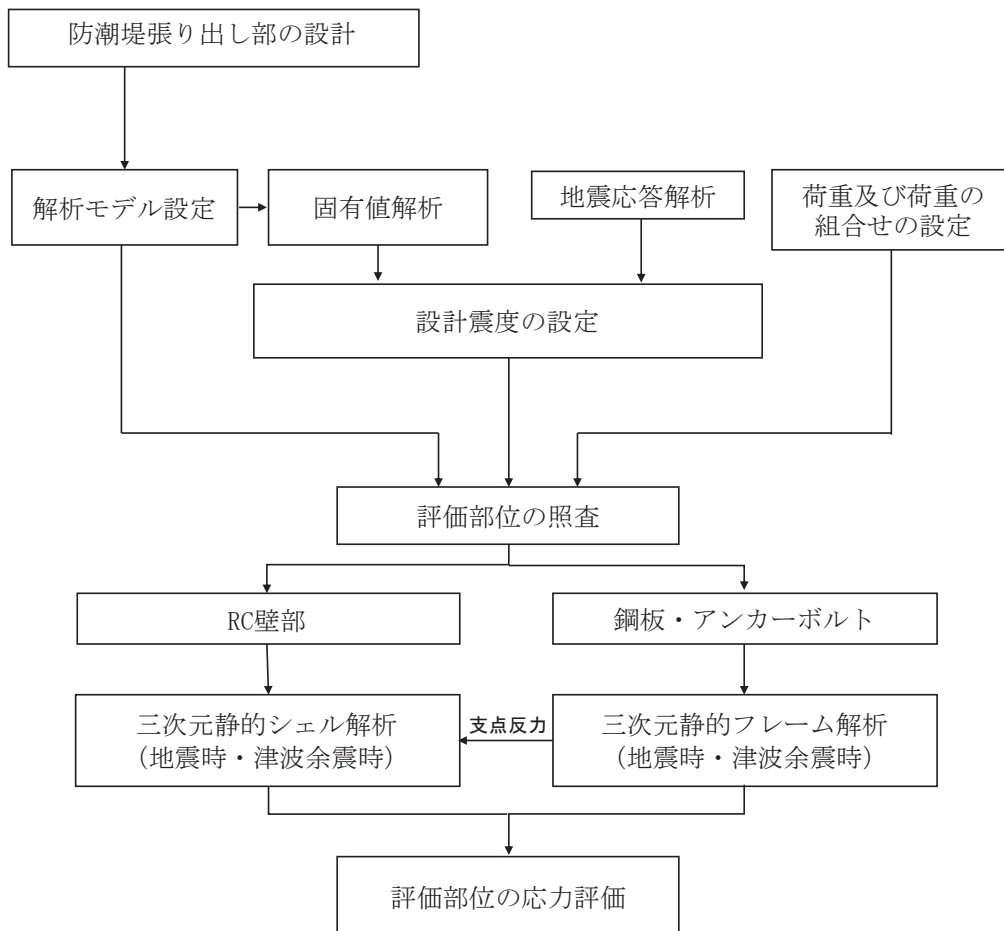 防潮堤張り出し部の設計
解析モデル設定
固有値解析
地震応答解析
荷重及び荷重の
組合せの設定
設計震度の設定
評価部位の照査
RC壁部
鋼板・アンカーボルト
三次元静的シェル解析
(地震時・津波余震時)
支点反力
三次元静的フレーム解析
(地震時・津波余震時)
評価部位の応力評価